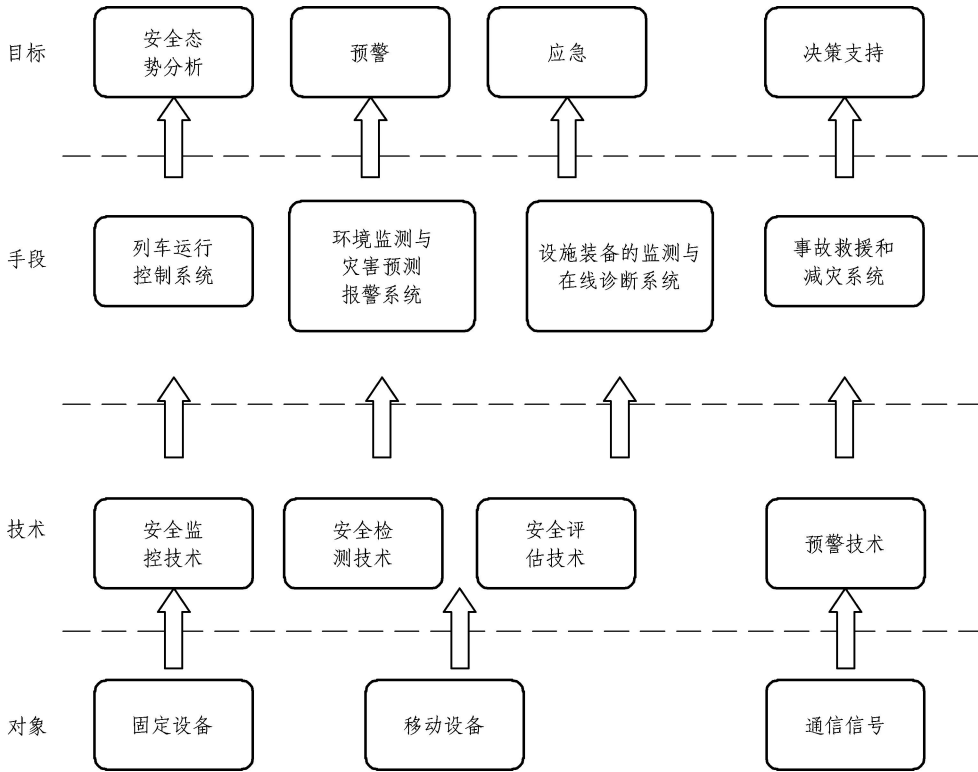 目标
安全态
势分析
预警
应急
决策支持
手段
列车运行
控制系统
环境监测与
灾害预测
报警系统
设施装备的监测与
在线诊断系统
事故救援和
减灾系统
技术
安全监
控技术
安全检
测技术
安全评
估技术
预警技术
对象
固定设备
移动设备
通信信号